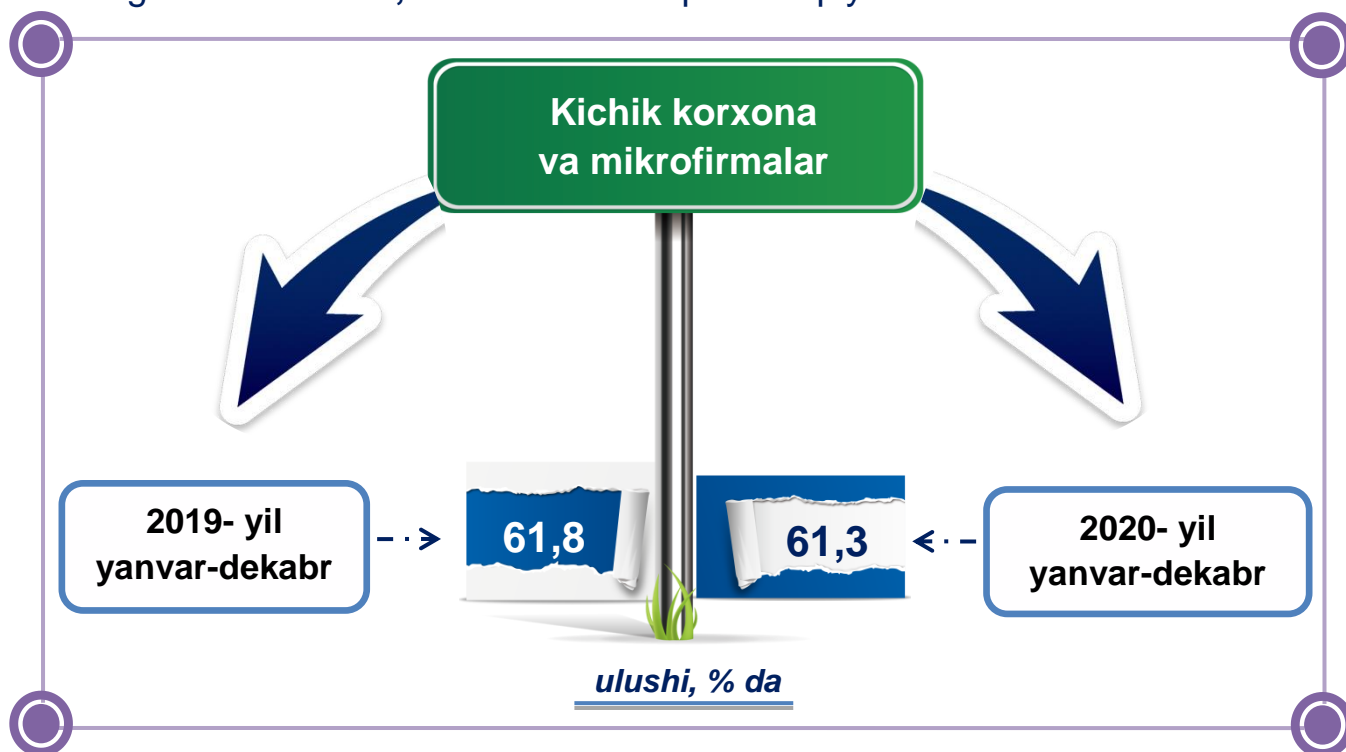 Kichik korxona
va mikrofirmalar
2019- yil
yanvar-dekabr
61,8
61,3
2020- yil
yanvar-dekabr
ulushi, % da